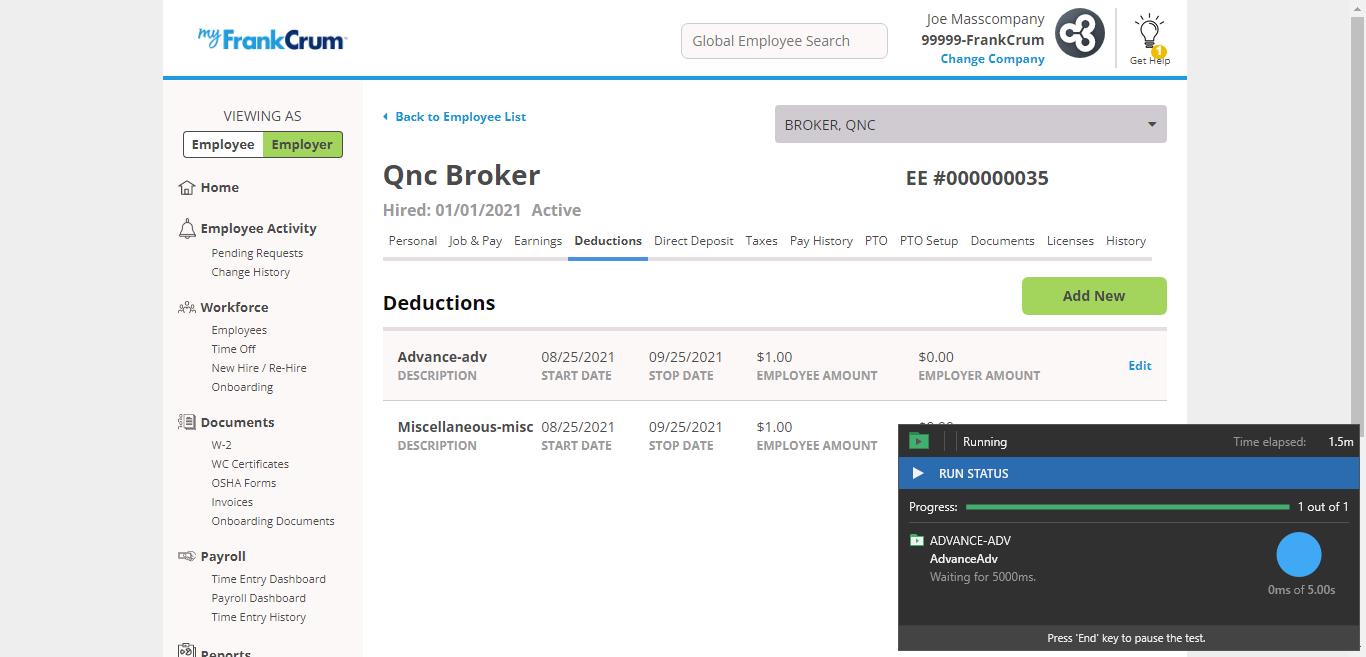 myFrankCrum
Global Employee Search
Joe Masscompany
99999-FrankCrum
Change Company
1
Get Help
VIEWING AS
Employee Employer
Home
Employee Activity
Pending Requests
Change History
Workforce
Employees
Time Off
New Hire / Re-Hire
Onboarding
Documents
W-2
WC Certificates
OSHA Forms
Invoices
Onboarding Documents
Payroll
Time Entry Dashboard
Payroll Dashboard
Time Entry History
Reports
Back to Employee List
BROKER, QNC
Qnc Broker
EE #000000035
Hired: 01/01/2021 Active
Personal Job & Pay Earnings Deductions Direct Deposit Taxes Pay History PTO PTO Setup Documents Licenses History
Deductions
Add New
Advance-adv 08/25/2021 09/25/2021 $1.00 $0.00
DESCRIPTION START DATE STOP DATE EMPLOYEE AMOUNT EMPLOYER AMOUNT
Edit
Miscellaneous-misc 08/25/2021 09/25/2021 $1.00
DESCRIPTION START DATE STOP DATE EMPLOYEE AMOUNT
Running Time elapsed: 1.5m
RUN STATUS
Progress: 1 out of 1
ADVANCE-ADV
AdvanceAdv
Waiting for 5000ms.
0ms of 5.00s
Press 'End' key to pause the test.